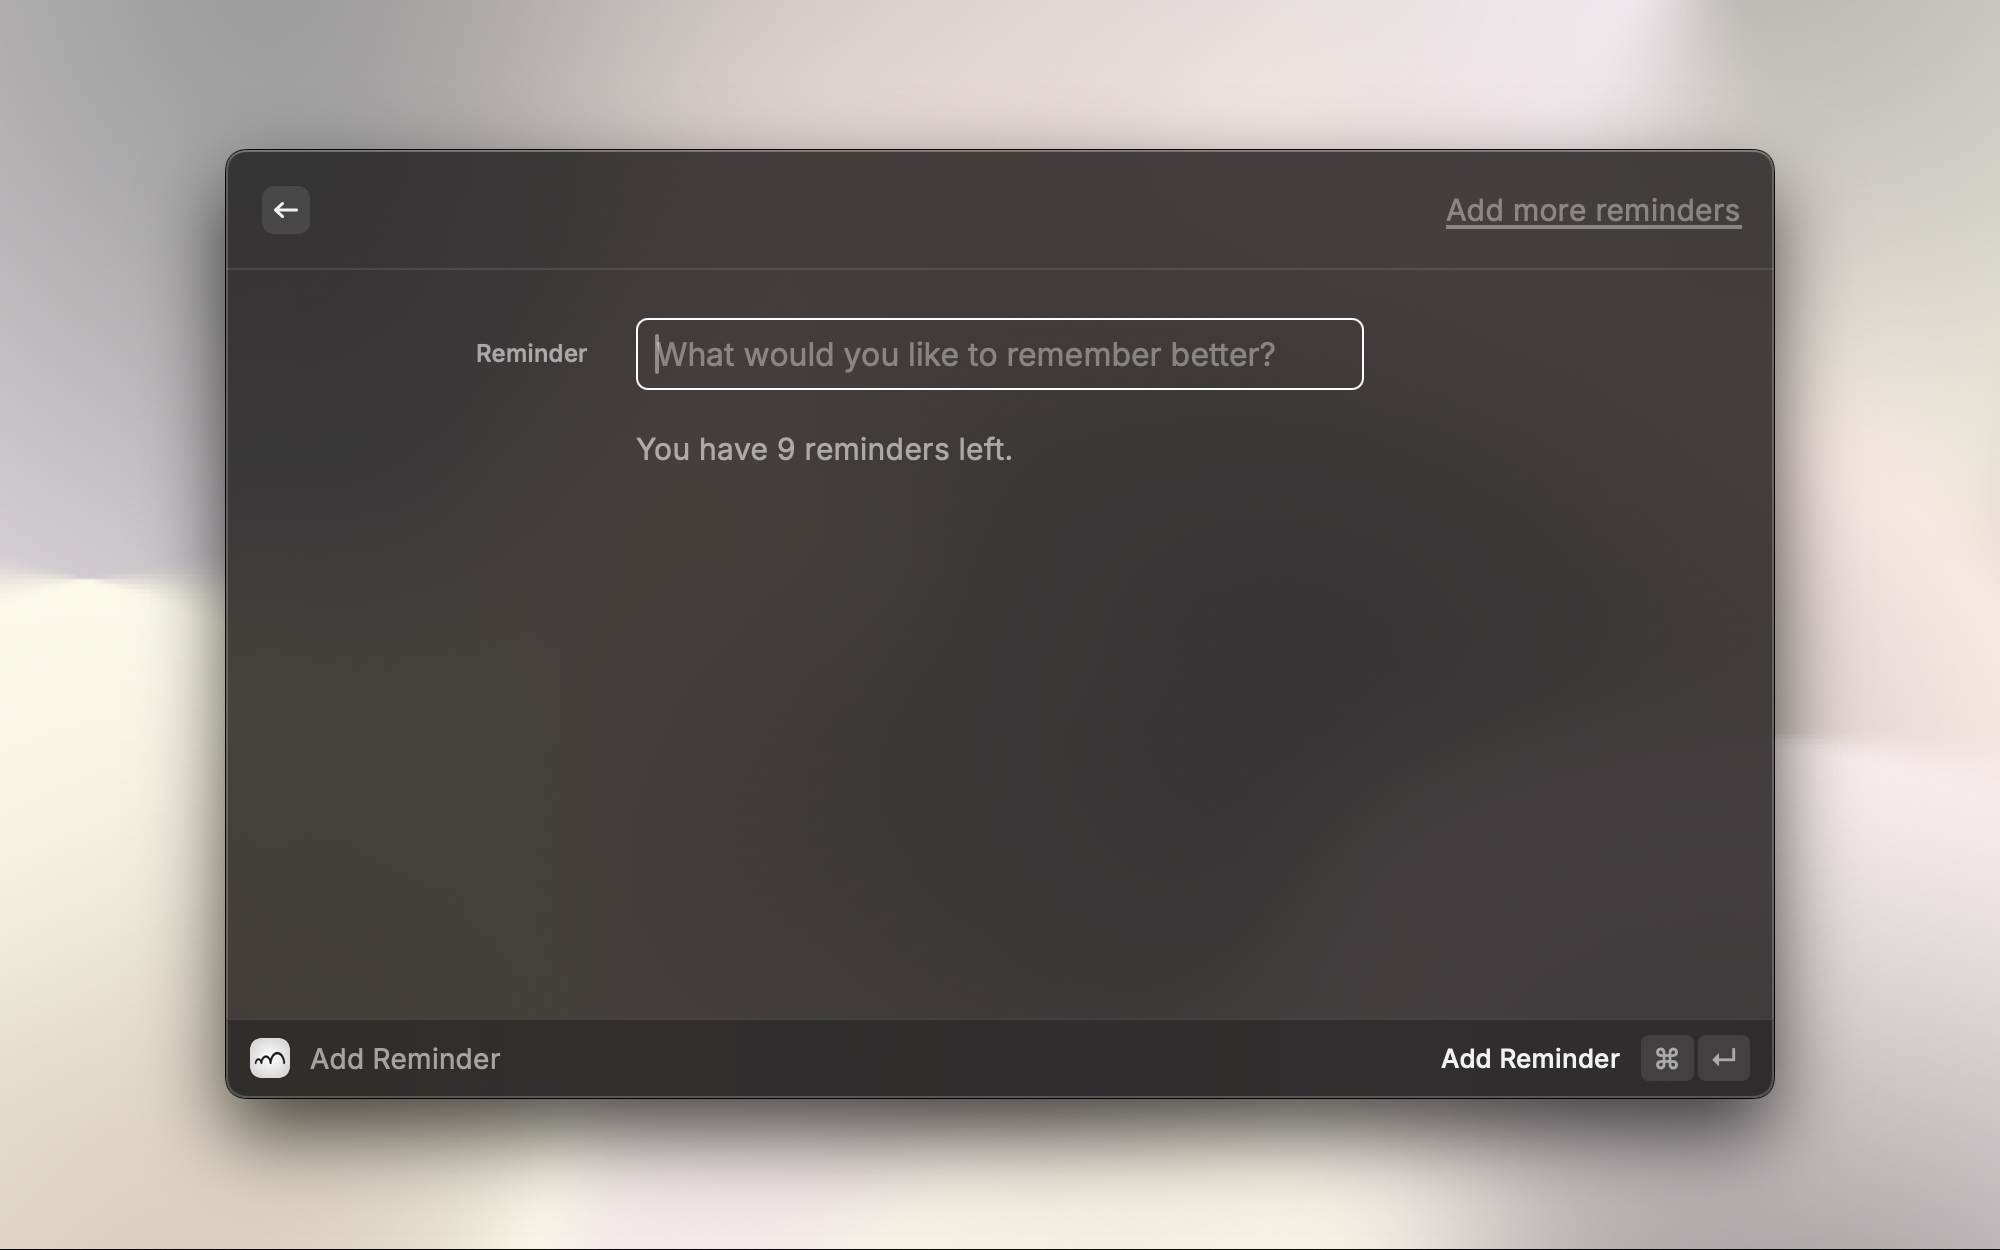 Add more reminders
Reminder
What would you like to remember better?
You have 9 reminders left.
Add Reminder
Add Reminder ⌘ ↵